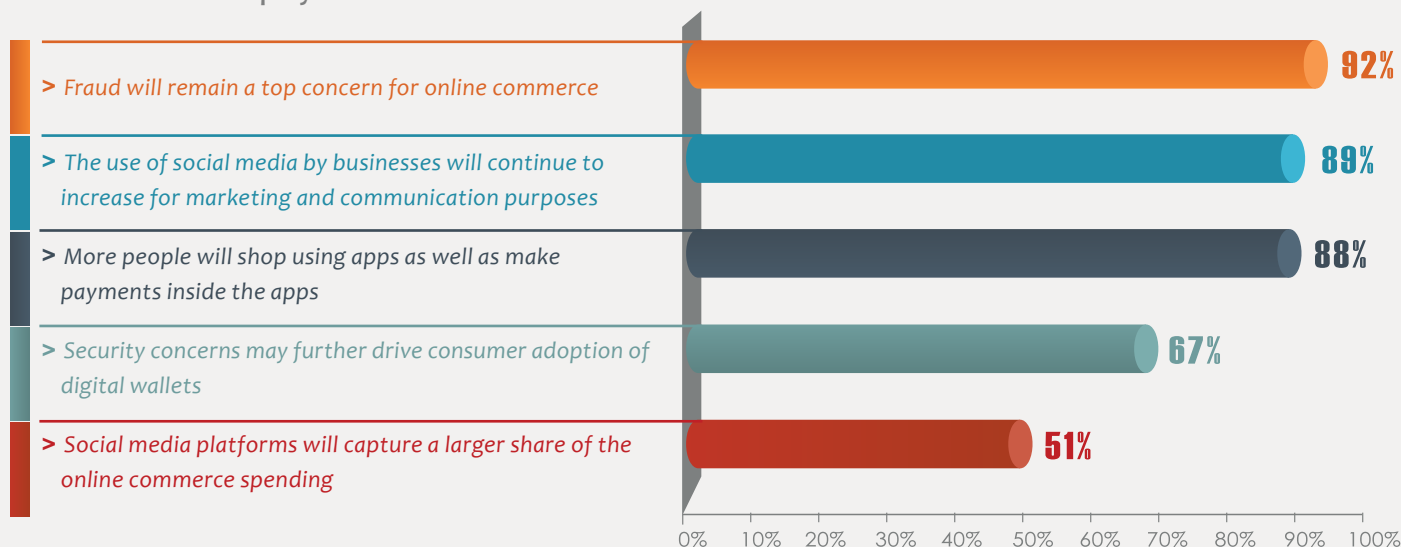 > Fraud will remain a top concern for online commerce
92%
> The use of social media by businesses will continue to
increase for marketing and communication purposes
89%
> More people will shop using apps as well as make
payments inside the apps
88%
> Security concerns may further drive consumer adoption of
digital wallets
67%
> Social media platforms will capture a larger share of the
online commerce spending
51%
0% 10% 20% 30% 40% 50% 60% 70% 80% 90% 100%